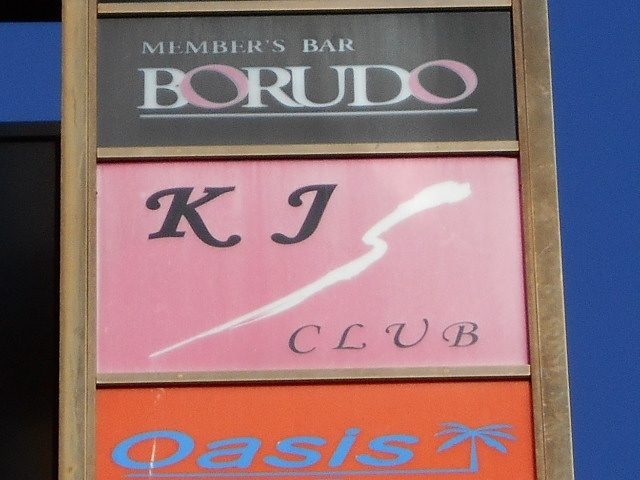 MEMBER'S BAR
BORUDO
K J
CLUB
Oasis